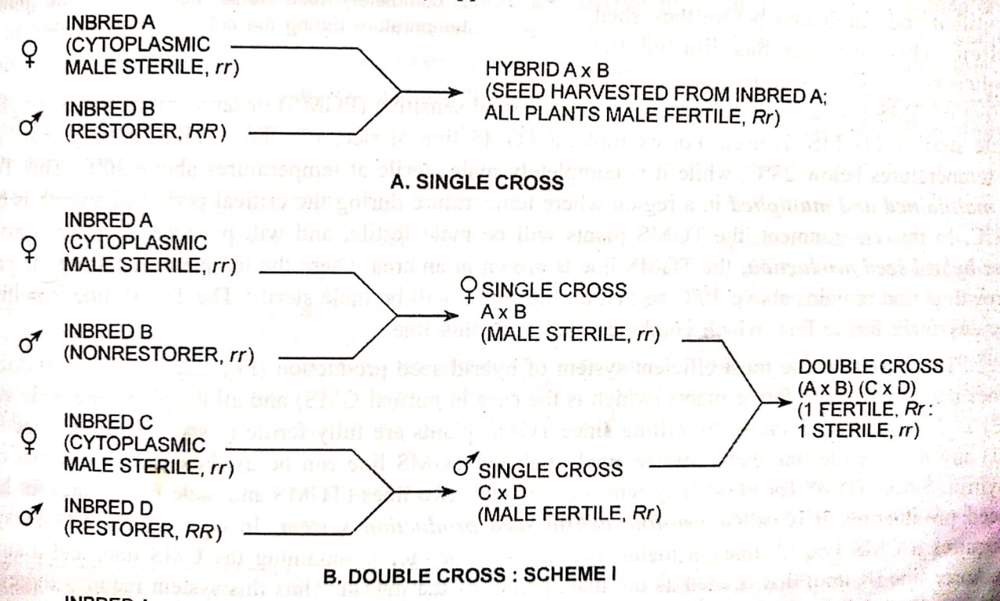 ♀ INBRED A
(CYTOPLASMIC
MALE STERILE, rr)
♂ INBRED B
(RESTORER, RR)
HYBRID A x B
(SEED HARVESTED FROM INBRED A;
ALL PLANTS MALE FERTILE, Rr)
A. SINGLE CROSS
♀ INBRED A
(CYTOPLASMIC
MALE STERILE, rr)
♂ INBRED B
(NONRESTORER, rr)
♀ SINGLE CROSS
A x B
(MALE STERILE, rr)
♀ INBRED C
(CYTOPLASMIC
MALE STERILE, rr)
♂ INBRED D
(RESTORER, RR)
♂ SINGLE CROSS
C x D
(MALE FERTILE, Rr)
DOUBLE CROSS
(A x B) (C x D)
(1 FERTILE, Rr :
1 STERILE, rr)
B. DOUBLE CROSS : SCHEME I